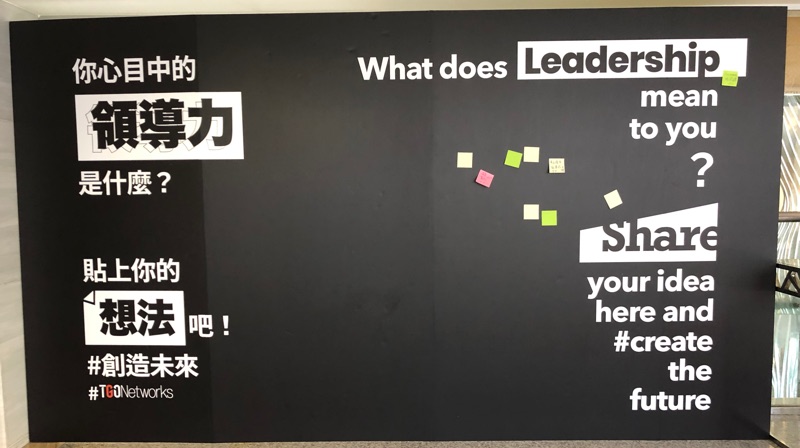 你心目中的
領導力
是什麼？
貼上你的
想法吧！
#創造未來
#TGONetworks
What does Leadership
mean
to you
?
Share
your idea
here and
#create
the
future